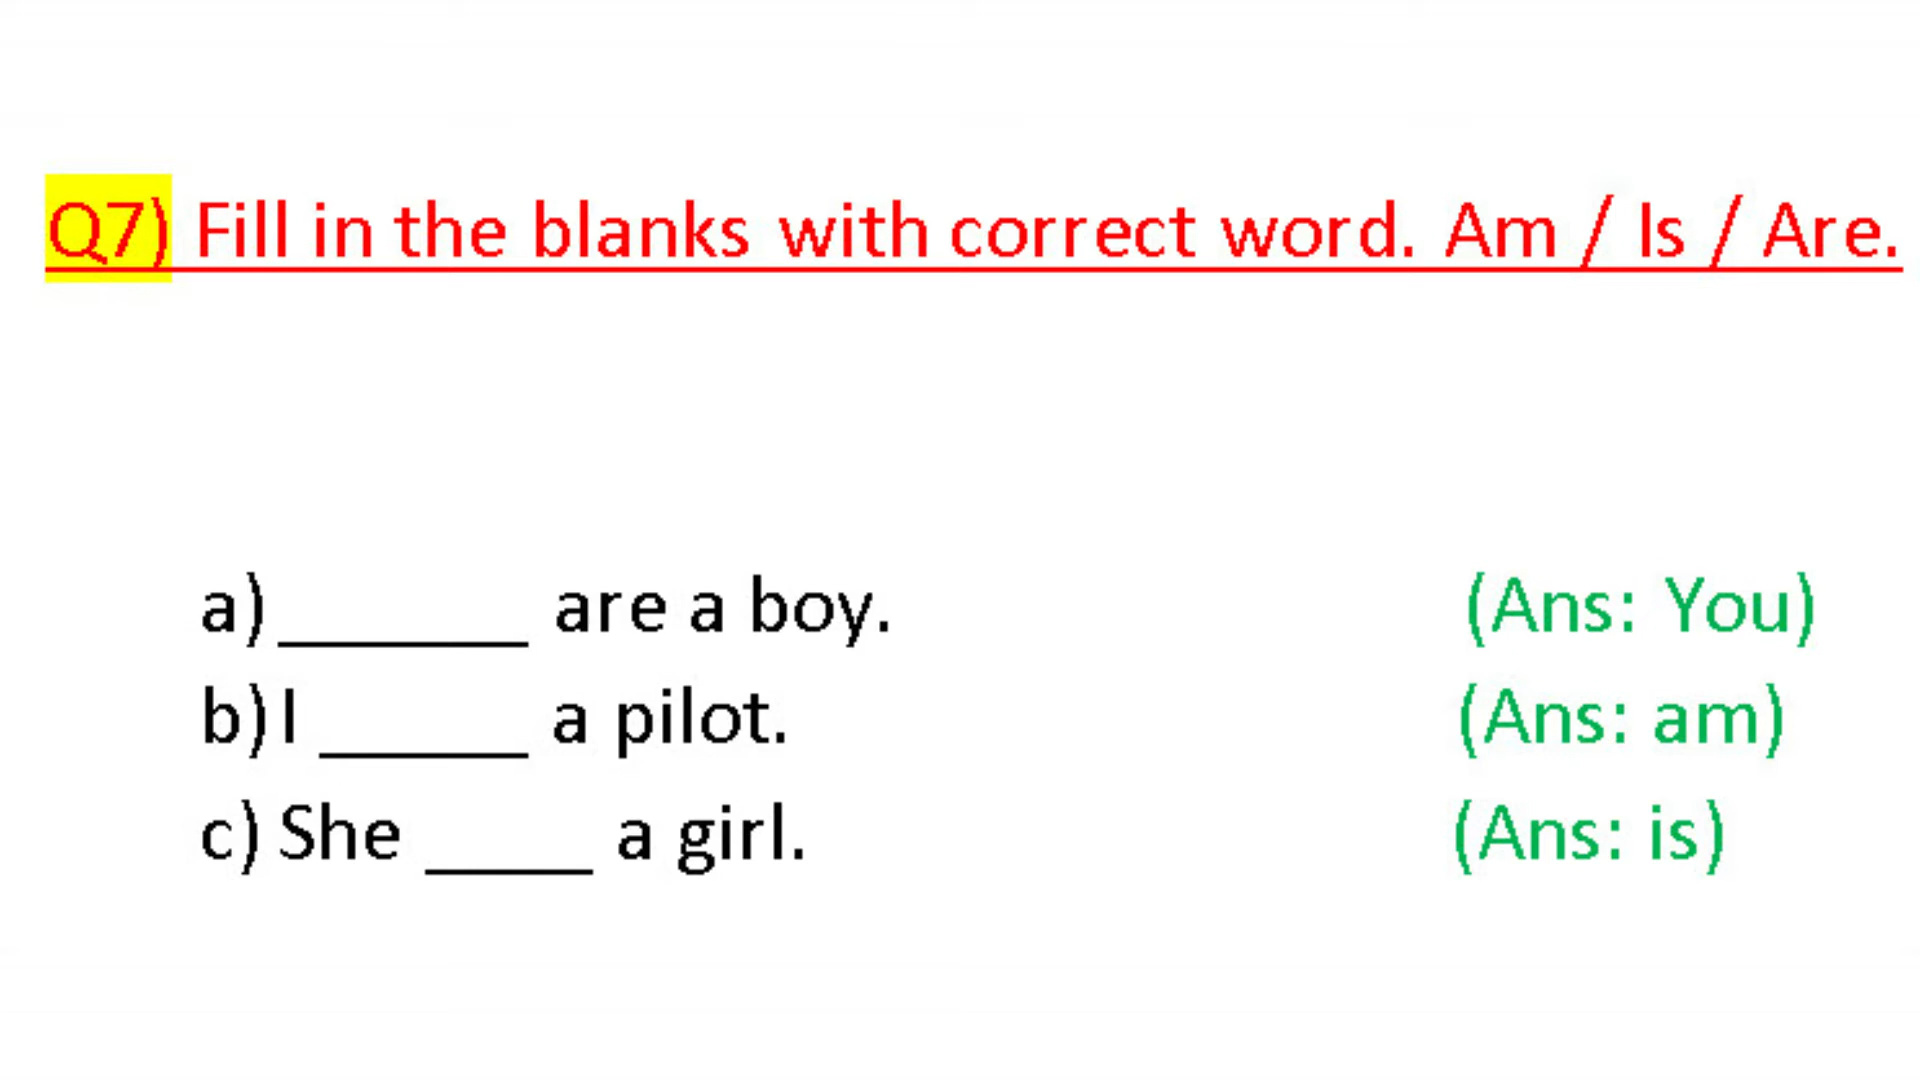 Q7) Fill in the blanks with correct word. Am / Is / Are.
a) ______ are a boy. (Ans: You)
b) I _____ a pilot. (Ans: am)
c) She ____ a girl. (Ans: is)